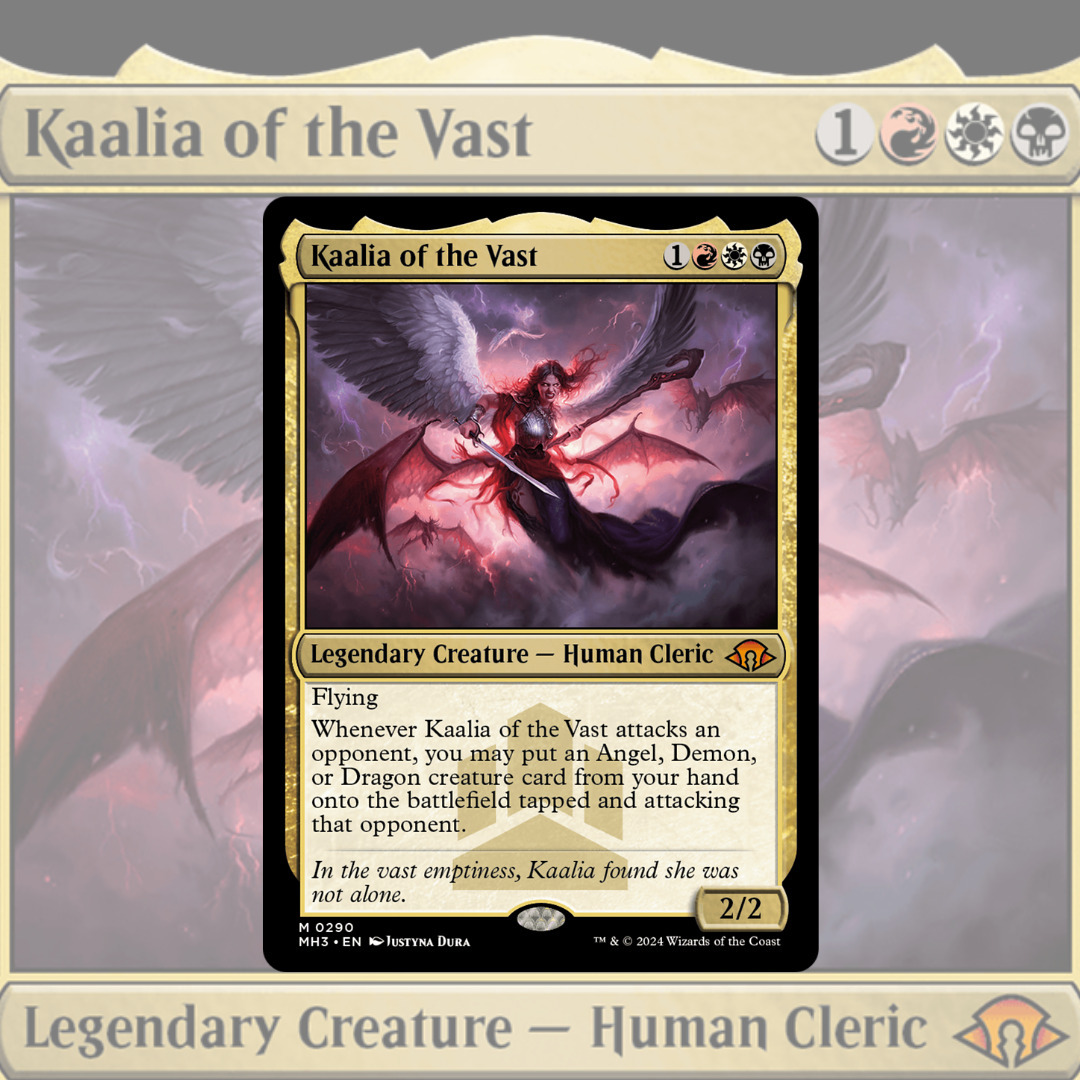 Kaalia of the Vast 1
Kaalia of the Vast 1
Legendary Creature — Human Cleric
Flying
Whenever Kaalia of the Vast attacks an
opponent, you may put an Angel, Demon,
or Dragon creature card from your hand
onto the battlefield tapped and attacking
that opponent.
In the vast emptiness, Kaalia found she was
not alone.
2/2
M 0290
MH3 • EN Justyna Dura
™ & © 2024 Wizards of the Coast
Legendary Creature — Human Cleric